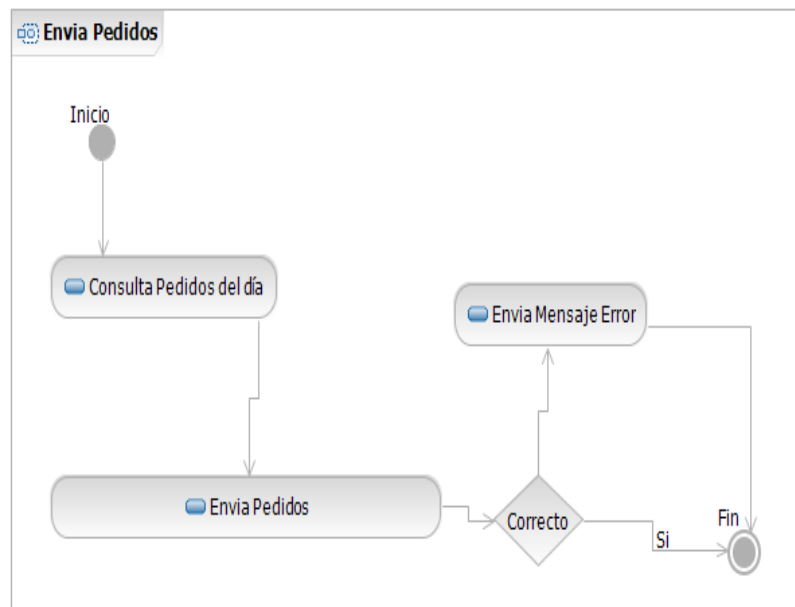 Envia Pedidos
Inicio
Consulta Pedidos del día
Envia Mensaje Error
Envia Pedidos
Correcto
Si
Fin